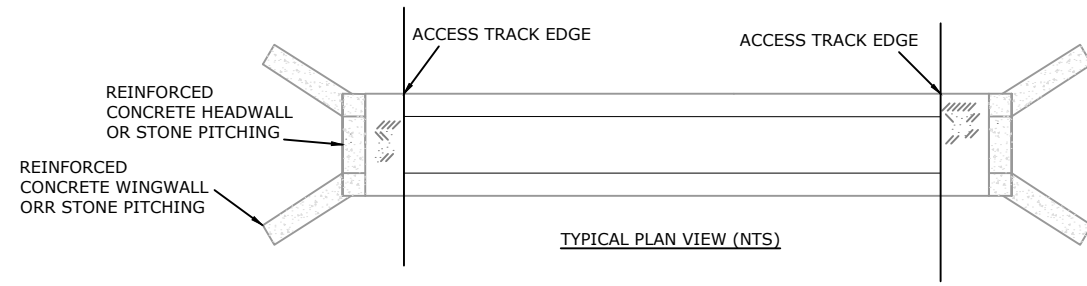 ACCESS TRACK EDGE
ACCESS TRACK EDGE
REINFORCED
CONCRETE HEADWALL
OR STONE PITCHING
REINFORCED
CONCRETE WINGWALL
ORR STONE PITCHING
TYPICAL PLAN VIEW (NTS)